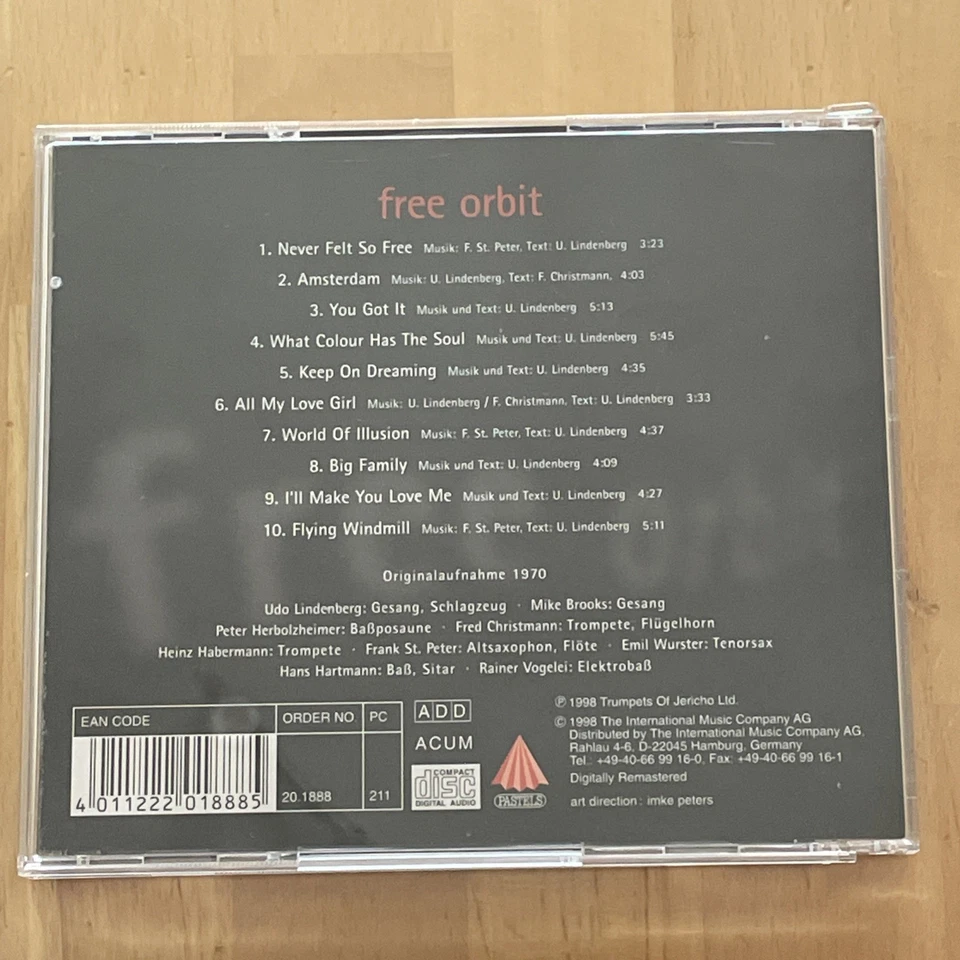 free orbit
1. Never Felt So Free Musik: F. St. Peter, Text: U. Lindenberg 3:23
2. Amsterdam Musik: U. Lindenberg, Text: F. Christmann, 4:03
3. You Got It Musik und Text: U. Lindenberg 5:13
4. What Colour Has The Soul Musik und Text: U. Lindenberg 5:45
5. Keep On Dreaming Musik und Text: U. Lindenberg 4:35
6. All My Love Girl Musik: U. Lindenberg / F. Christmann, Text: U. Lindenberg 3:33
7. World Of Illusion Musik: F. St. Peter, Text: U. Lindenberg 4:37
8. Big Family Musik und Text: U. Lindenberg 4:09
9. I'll Make You Love Me Musik und Text: U. Lindenberg 4:27
10. Flying Windmill Musik: F. St. Peter, Text: U. Lindenberg 5:11
free orbit
Originalaufnahme 1970
Udo Lindenberg: Gesang, Schlagzeug · Mike Brooks: Gesang
Peter Herbolzheimer: Baßposaune · Fred Christmann: Trompete, Flügelhorn
Heinz Habermann: Trompete · Frank St. Peter: Altsaxophon, Flöte · Emil Wurster: Tenorsax
Hans Hartmann: Baß, Sitar · Rainer Vogelei: Elektrobaß
EAN CODE ORDER NO PC
4 011222 018885 20.1888 211
ADD
ACUM
COMPACT
disc
DIGITAL AUDIO
PASTELS
℗ 1998 Trumpets Of Jericho Ltd.
© 1998 The International Music Company AG
Distributed by The International Music Company AG,
Rahlau 4-6, D-22045 Hamburg, Germany
Tel.: +49-40-66 99 16-0, Fax: +49-40-66 99 16-1
Digitally Remastered
art direction : imke peters